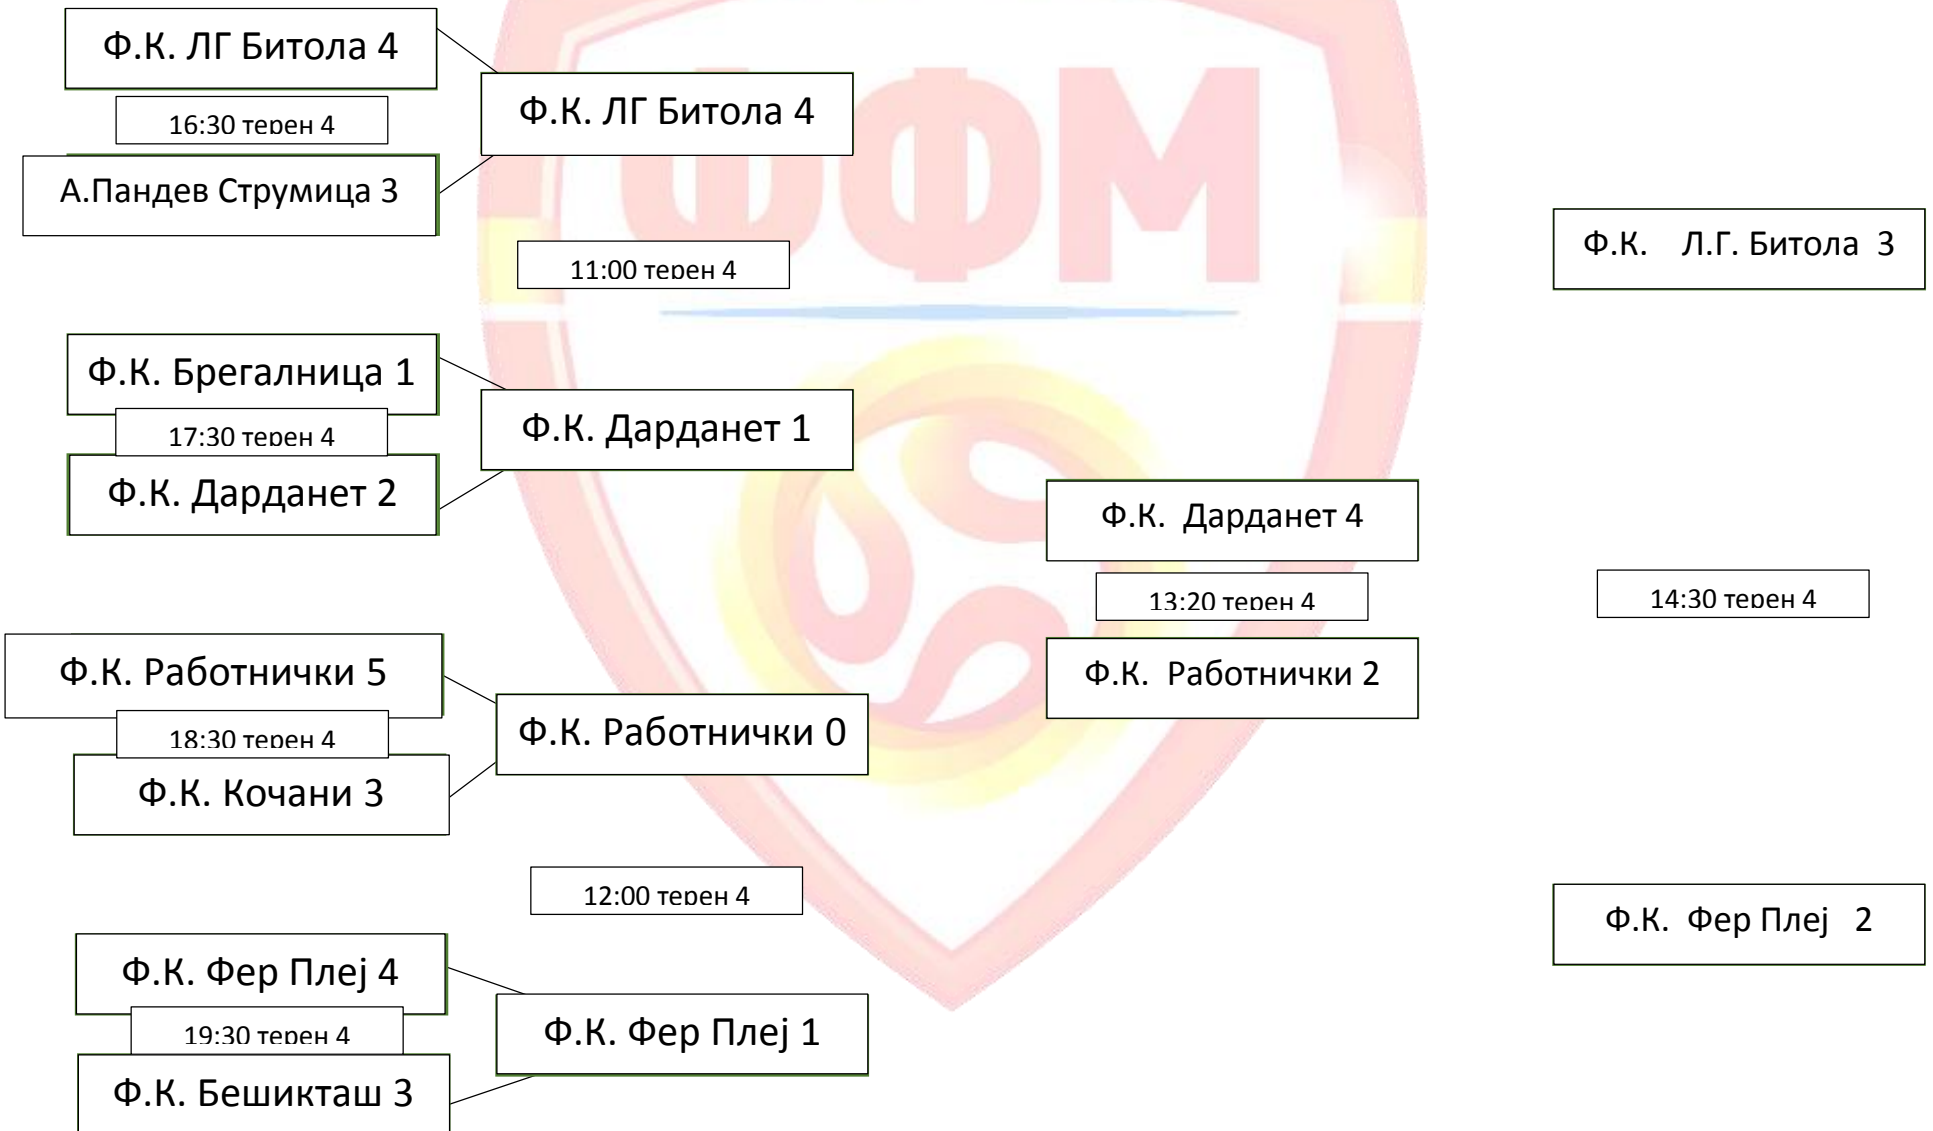 Ф.К. ЛГ Битола 4
16:30 терен 4
А.Пандев Струмица 3
Ф.К. ЛГ Битола 4
11:00 терен 4
Ф.К. Брегалница 1
17:30 терен 4
Ф.К. Дарданет 2
Ф.К. Дарданет 1
Ф.К. Работнички 5
18:30 терен 4
Ф.К. Кочани 3
Ф.К. Работнички 0
12:00 терен 4
Ф.К. Фер Плеј 4
19:30 терен 4
Ф.К. Бешикташ 3
Ф.К. Фер Плеј 1
Ф.К. Дарданет 4
13:20 терен 4
Ф.К. Работнички 2
Ф.К. Л.Г. Битола 3
14:30 терен 4
Ф.К. Фер Плеј 2
ФФМ